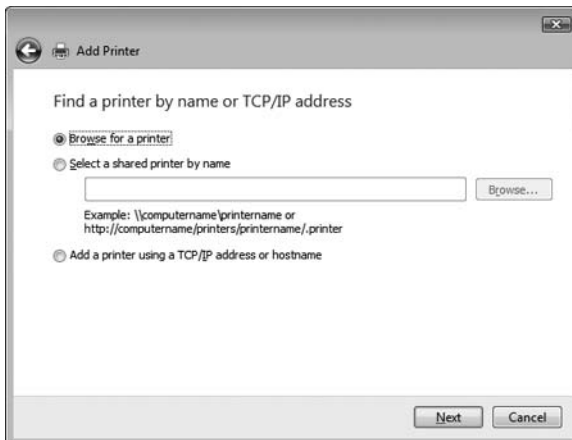 Add Printer
Find a printer by name or TCP/IP address
Browse for a printer
Select a shared printer by name
Browse...
Example: \\computername\printername or
http://computername/printers/printername/.printer
Add a printer using a TCP/IP address or hostname
Next Cancel